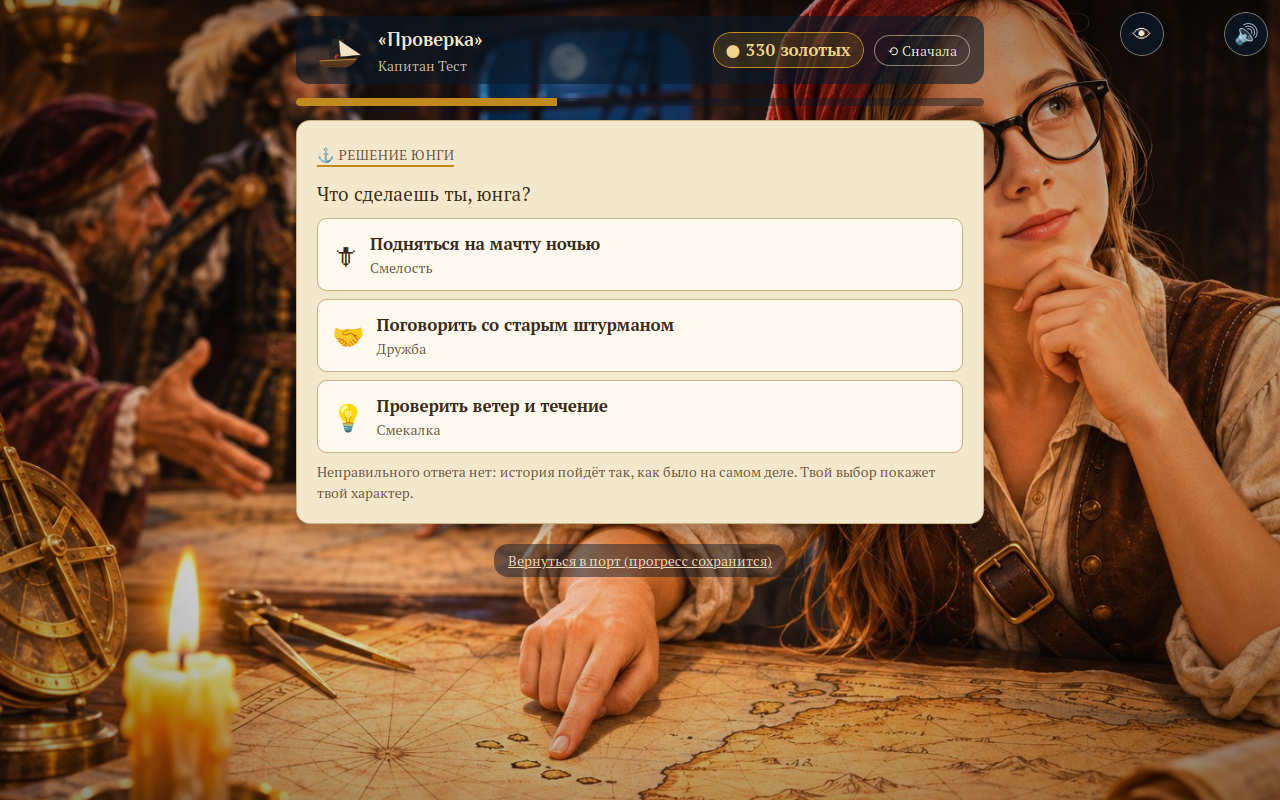 «Проверка»
Капитан Тест
330 золотых
⟲ Сначала
⚓ РЕШЕНИЕ ЮНГИ
Что сделаешь ты, юнга?
Подняться на мачту ночью
Смелость
Поговорить со старым штурманом
Дружба
Проверить ветер и течение
Смекалка
Неправильного ответа нет: история пойдёт так, как было на самом деле. Твой выбор покажет
твой характер.
Вернуться в порт (прогресс сохранится)